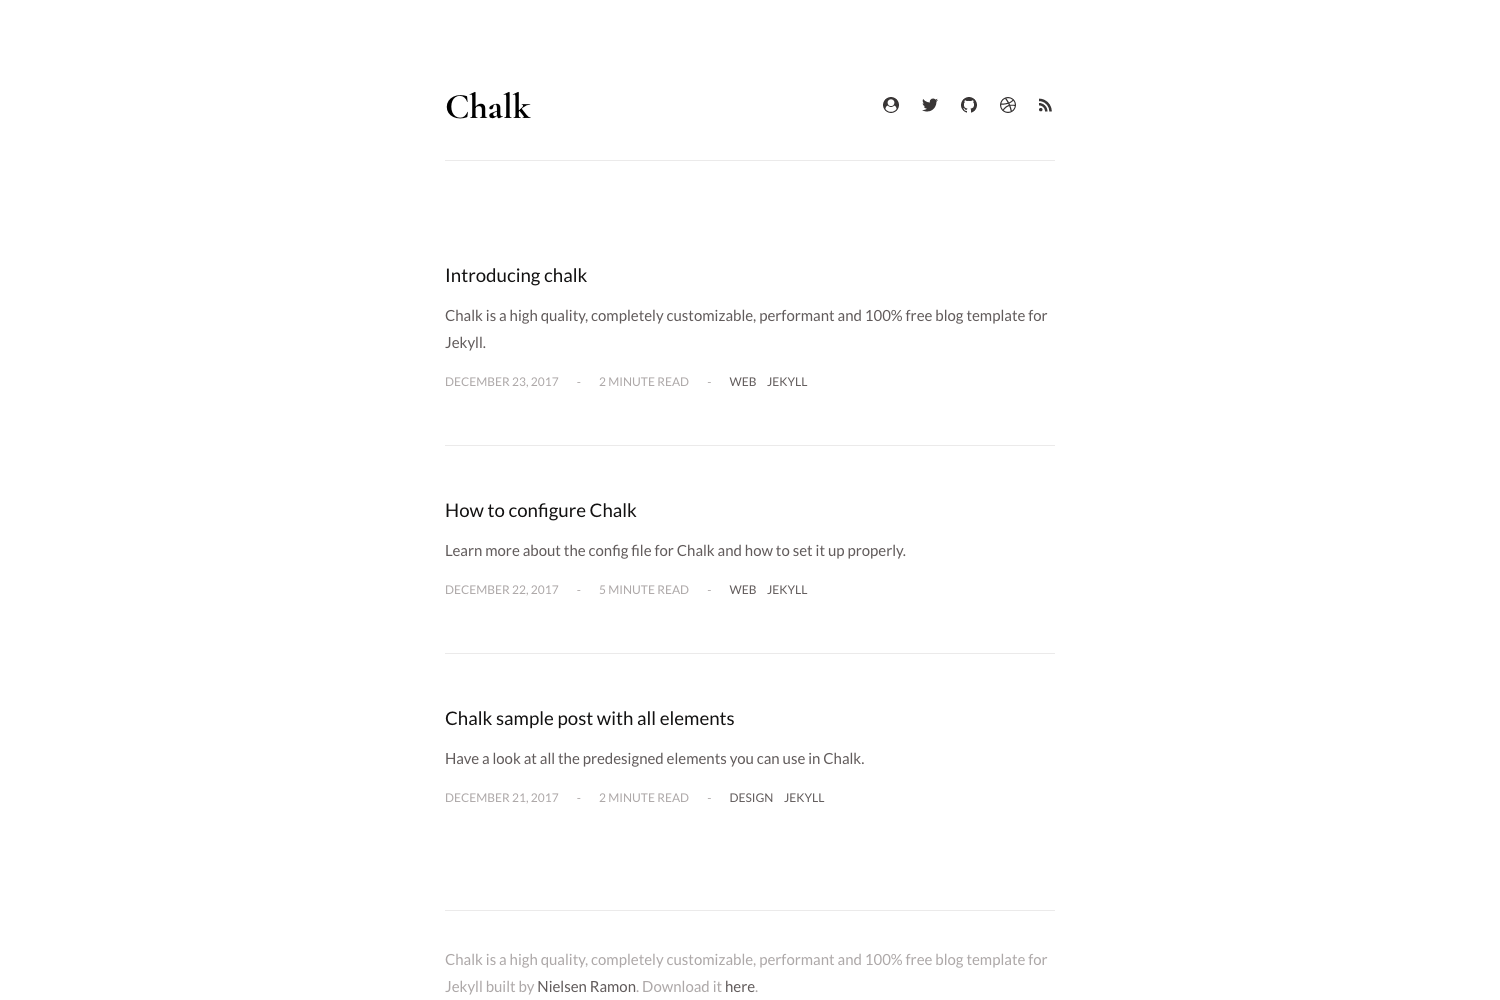 Chalk
Introducing chalk
Chalk is a high quality, completely customizable, performant and 100% free blog template for
Jekyll.
DECEMBER 23, 2017 - 2 MINUTE READ - WEB JEKYLL
How to configure Chalk
Learn more about the config file for Chalk and how to set it up properly.
DECEMBER 22, 2017 - 5 MINUTE READ - WEB JEKYLL
Chalk sample post with all elements
Have a look at all the predesigned elements you can use in Chalk.
DECEMBER 21, 2017 - 2 MINUTE READ - DESIGN JEKYLL
Chalk is a high quality, completely customizable, performant and 100% free blog template for
Jekyll built by Nielsen Ramon. Download it here.